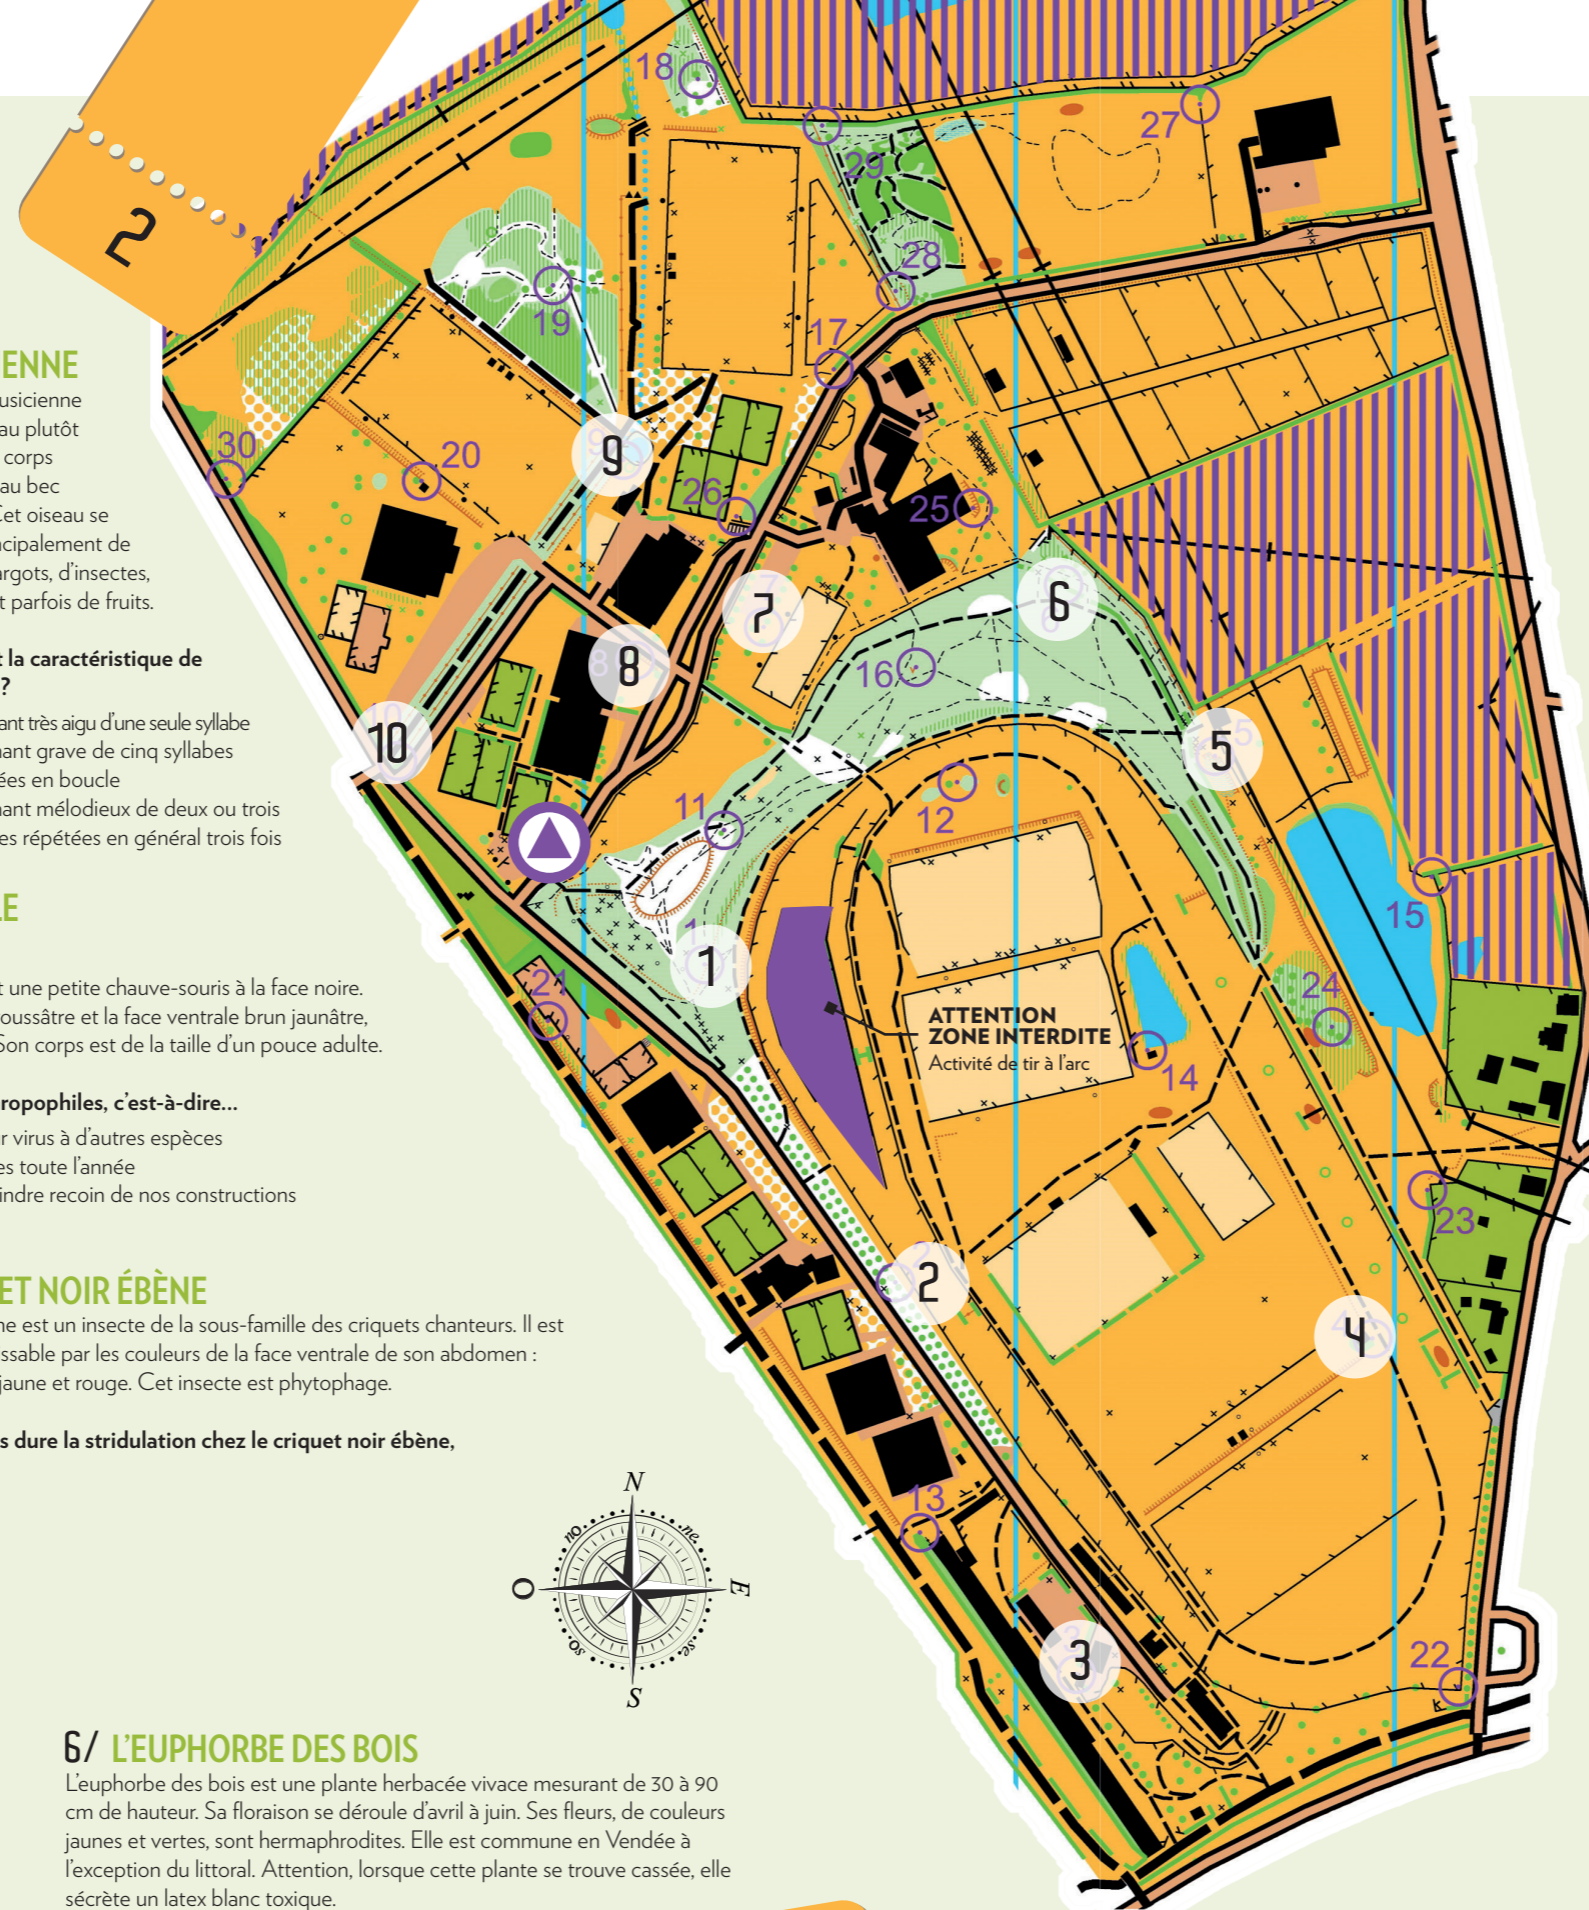 2
ENNE
usicienne
au plutôt
corps
au bec
Cet oiseau se
ncipalement de
argots, d'insectes,
t parfois de fruits.
t la caractéristique de
?
ant très aigu d'une seule syllabe
hant grave de cinq syllabes
ées en boucle
hant mélodieux de deux ou trois
es répétées en général trois fois
LE
t une petite chauve-souris à la face noire.
oussâtre et la face ventrale brun jaunâtre,
Son corps est de la taille d'un pouce adulte.
ropophiles, c'est-à-dire...
r virus à d'autres espèces
es toute l'année
indre recoin de nos constructions
ET NOIR ÉBÈNE
ne est un insecte de la sous-famille des criquets chanteurs. Il est
ssable par les couleurs de la face ventrale de son abdomen :
jaune et rouge. Cet insecte est phytophage.
s dure la stridulation chez le criquet noir ébène,
N
no
ne
O
E
so
se
S
6/ L'EUPHORBE DES BOIS
L'euphorbe des bois est une plante herbacée vivace mesurant de 30 à 90
cm de hauteur. Sa floraison se déroule d'avril à juin. Ses fleurs, de couleurs
jaunes et vertes, sont hermaphrodites. Elle est commune en Vendée à
l'exception du littoral. Attention, lorsque cette plante se trouve cassée, elle
sécrète un latex blanc toxique.
18
27
29
28
19
17
30
20
9
26
25
7
6
8
16
10
5
11
12
15
1
21
24
ATTENTION
ZONE INTERDITE
Activité de tir à l'arc
14
23
2
4
13
3
22